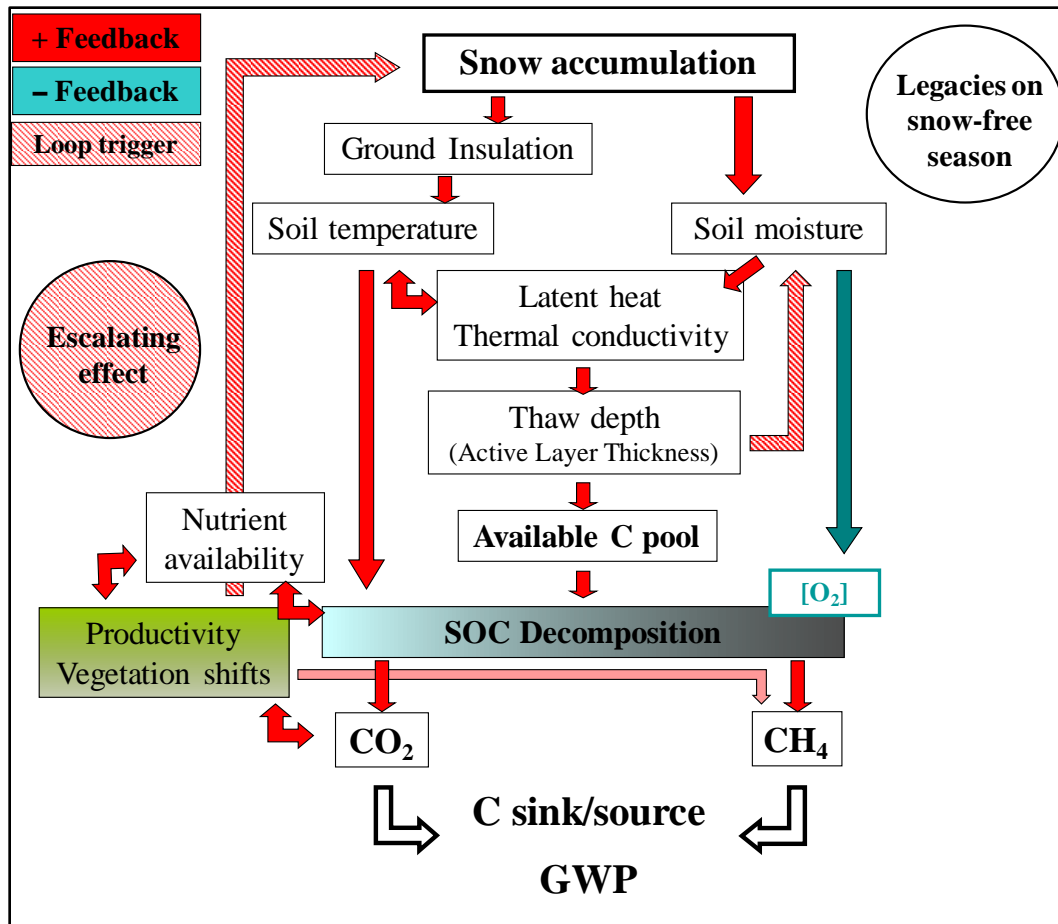 + Feedback
– Feedback
Loop trigger
Snow accumulation
Legacies on
snow-free
season
Ground Insulation
Soil temperature
Soil moisture
Escalating
effect
Latent heat
Thermal conductivity
Thaw depth
(Active Layer Thickness)
Nutrient
availability
Available C pool
[O₂]
Productivity
Vegetation shifts
SOC Decomposition
CO₂
CH₄
C sink/source
GWP